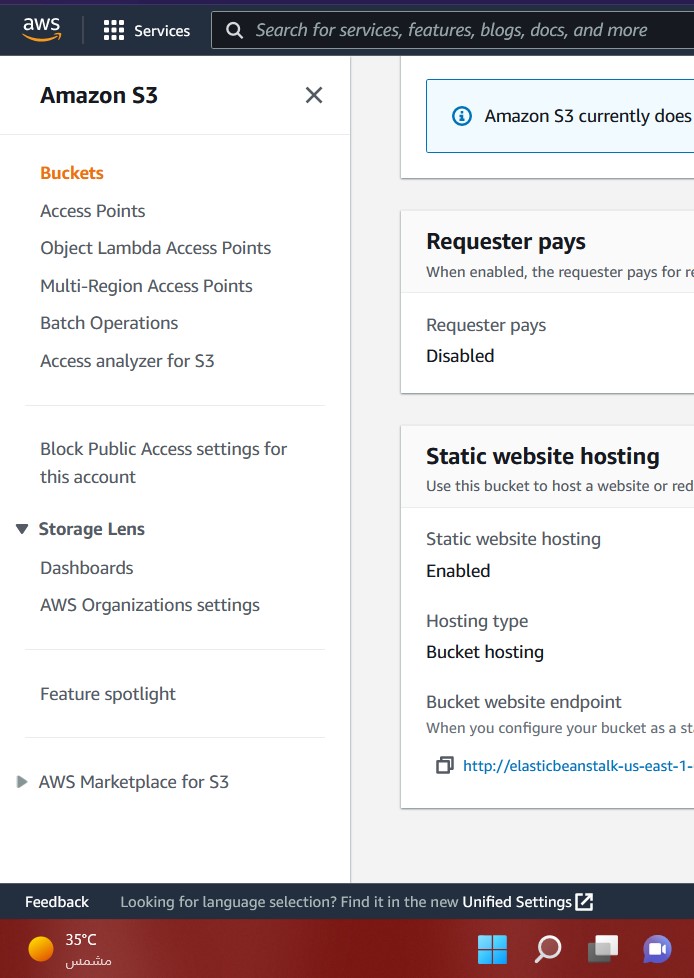 aws
Services
Search for services, features, blogs, docs, and more
Amazon S3
Buckets
Access Points
Object Lambda Access Points
Multi-Region Access Points
Batch Operations
Access analyzer for S3
Block Public Access settings for
this account
Storage Lens
Dashboards
AWS Organizations settings
Feature spotlight
AWS Marketplace for S3
Amazon S3 currently does
Requester pays
When enabled, the requester pays for re
Requester pays
Disabled
Static website hosting
Use this bucket to host a website or red
Static website hosting
Enabled
Hosting type
Bucket hosting
Bucket website endpoint
When you configure your bucket as a sta
http://elasticbeanstalk-us-east-1-
Feedback
Looking for language selection? Find it in the new Unified Settings
35°C
مشمس